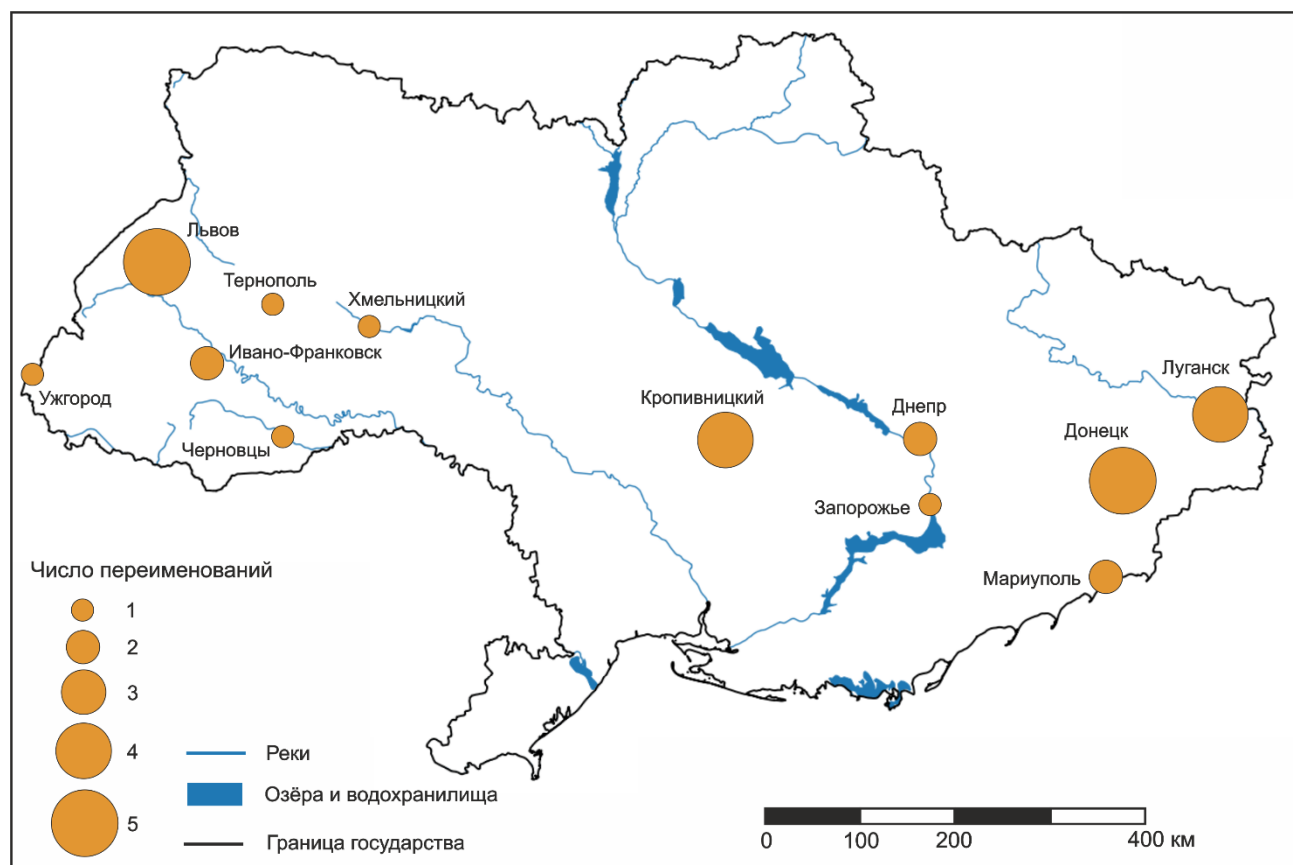 Львов
Тернополь
Хмельницкий
Ивано-Франковск
Ужгород
Черновцы
Кропивницкий
Днепр
Луганск
Донецк
Запорожье
Мариуполь
Число переименований
1
2
3
4
5
Реки
Озёра и водохранилища
Граница государства
0 100 200 400 км